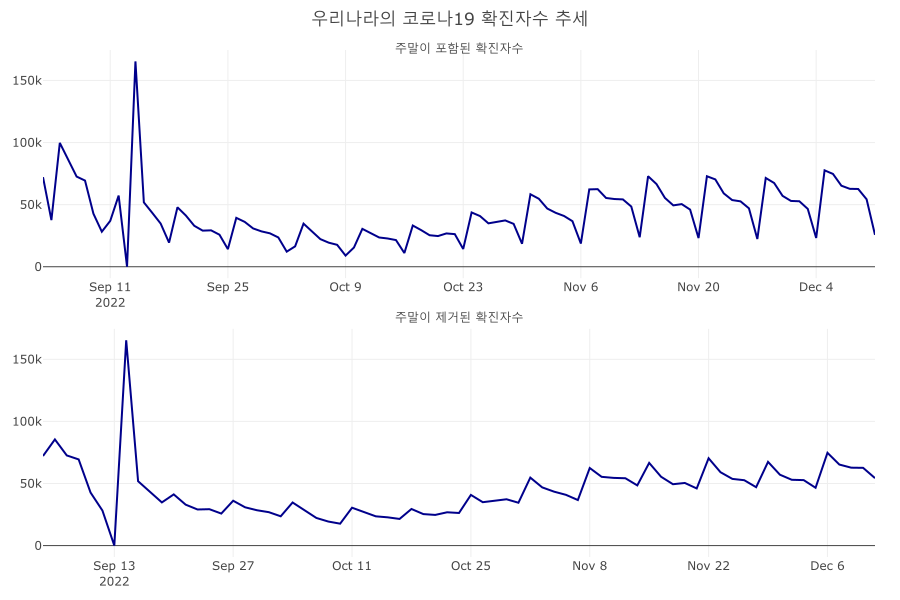 우리나라의 코로나19 확진자수 추세
주말이 포함된 확진자수
150k
100k
50k
0
Sep 11
2022
Sep 25
Oct 9
Oct 23
Nov 6
Nov 20
Dec 4
주말이 제거된 확진자수
150k
100k
50k
0
Sep 13
2022
Sep 27
Oct 11
Oct 25
Nov 8
Nov 22
Dec 6